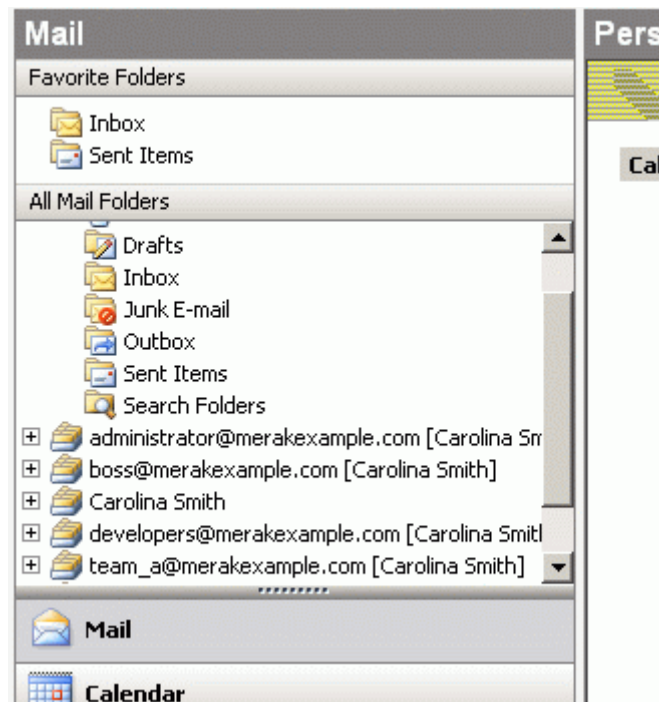 Mail
Favorite Folders
Inbox
Sent Items
All Mail Folders
Drafts
Inbox
Junk E-mail
Outbox
Sent Items
Search Folders
administrator@merakexample.com [Carolina Sm
boss@merakexample.com [Carolina Smith]
Carolina Smith
developers@merakexample.com [Carolina Smitl
team_a@merakexample.com [Carolina Smith]
Mail
Calendar
Pers
Cal